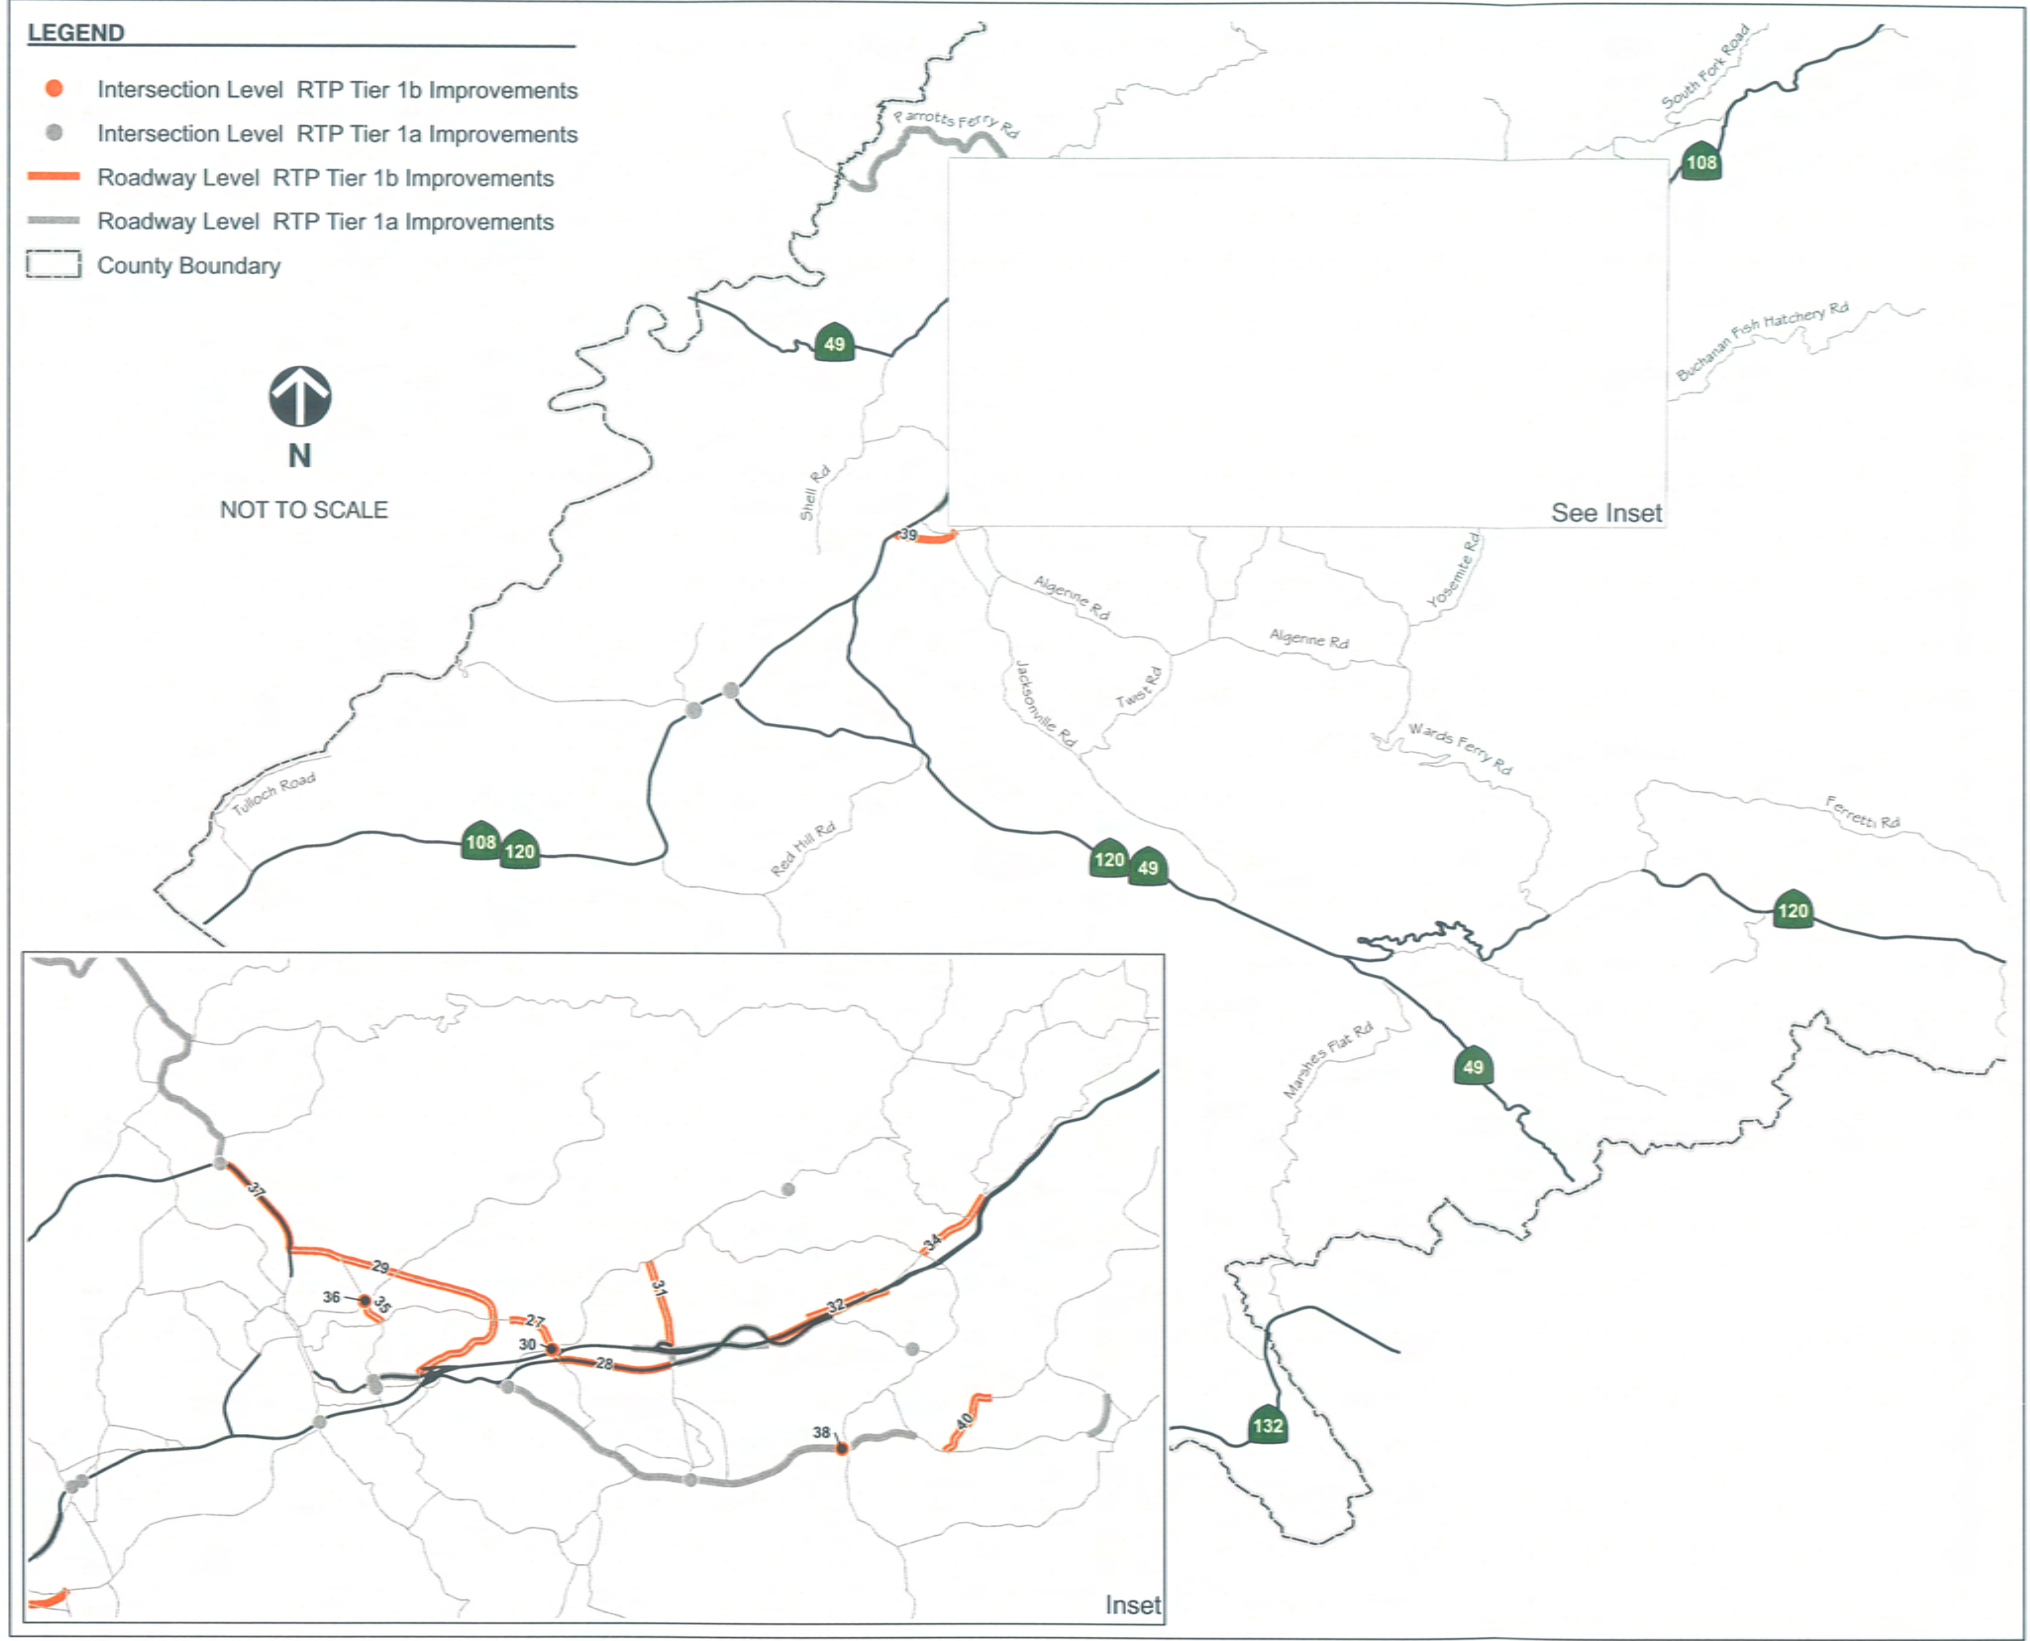 LEGEND
Intersection Level RTP Tier 1b Improvements
Intersection Level RTP Tier 1a Improvements
Roadway Level RTP Tier 1b Improvements
Roadway Level RTP Tier 1a Improvements
County Boundary
N
NOT TO SCALE
South Fork Road
108
Parrotts Ferry Rd
49
Buchanan Fish Hatchery Rd
Shell Rd
See Inset
39
Algerine Rd
Yosemite Rd
Algerine Rd
Jacksonville Rd
Twist Rd
Wards Ferry Rd
Tulloch Road
Ferretti Rd
108
120
Red Hill Rd
120
49
120
Marshes Flat Rd
49
132
37
29
36
35
27
30
28
31
32
34
38
40
Inset